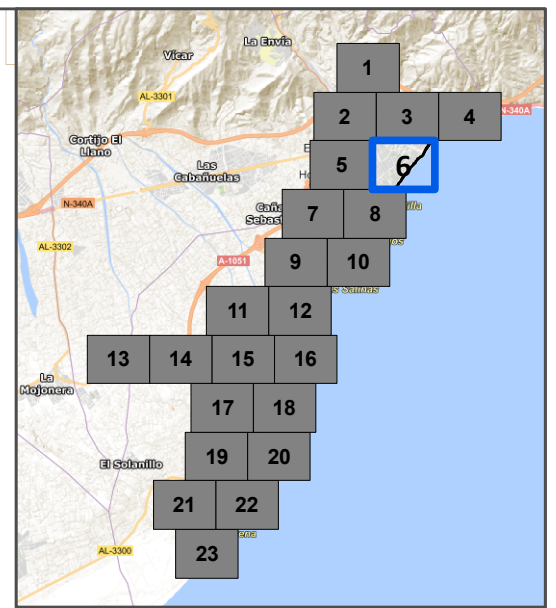 La Envía
Vícar
1
AL-3301
2 3 4
N-340A
Cortijo El
Llano
Las
Cabañuelas
5 6
N-340A
7 8
AL-3302
A-1051
9 10
11 12
13 14 15 16
La
Mojonera
17 18
El Solanillo
19 20
21 22
AL-3300
23